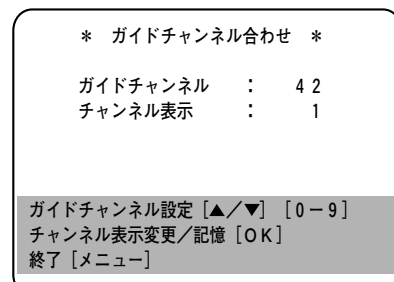 ＊ ガイドチャンネル合わせ ＊
ガイドチャンネル ： ４２
チャンネル表示 ： １
ガイドチャンネル設定［▲／▼］［０－９］
チャンネル表示変更／記憶［ＯＫ］
終了［メニュー］